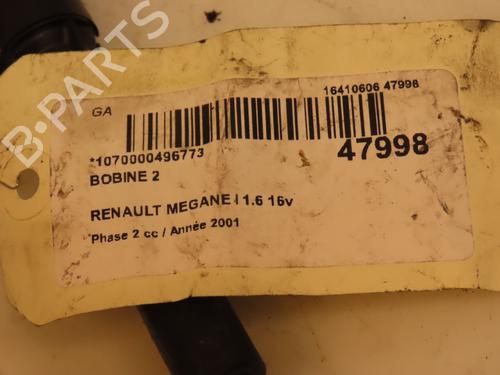 B-PARTS
GA
16410606 47998
*1070000496773
47998
BOBINE 2
RENAULT MEGANE I 1.6 16v
Phase 2 cc / Année 2001